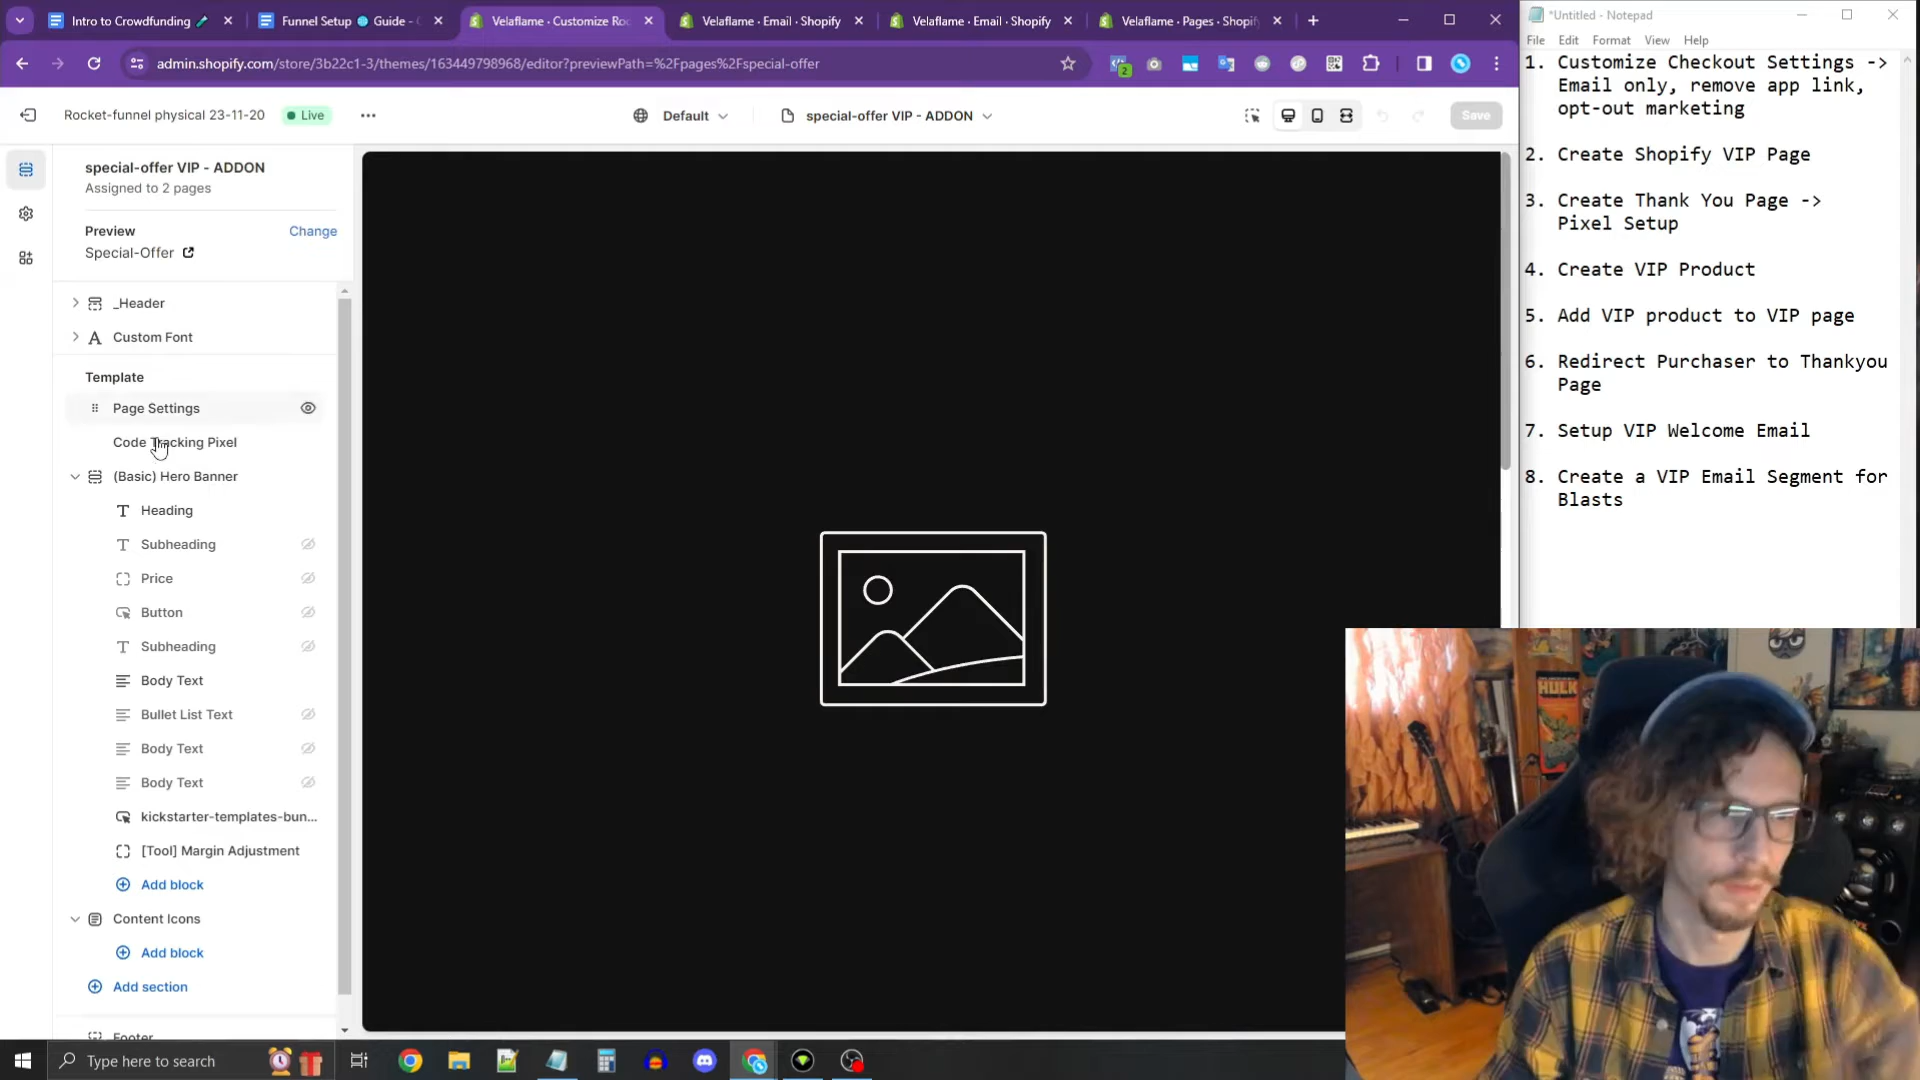 Intro to Crowdfunding
Funnel Setup
Guide -
Velaflame · Customize Ro
Velaflame · Email · Shopify
Velaflame · Email · Shopify
Velaflame · Pages · Shopify
*Untitled - Notepad
File Edit Format View Help
admin.shopify.com/store/3b22c1-3/themes/163449798968/editor?previewPath=%2Fpages%2Fspecial-offer
2
Rocket-funnel physical 23-11-20
Live
Default
special-offer VIP - ADDON
Save
special-offer VIP - ADDON
Assigned to 2 pages
Preview
Change
Special-Offer
_Header
Custom Font
Template
Page Settings
Code Tracking Pixel
(Basic) Hero Banner
Heading
Subheading
Price
Button
Subheading
Body Text
Bullet List Text
Body Text
Body Text
kickstarter-templates-bun...
[Tool] Margin Adjustment
Add block
Content Icons
Add block
Add section
Footer
1. Customize Checkout Settings ->
Email only, remove app link,
opt-out marketing
2. Create Shopify VIP Page
3. Create Thank You Page ->
Pixel Setup
4. Create VIP Product
5. Add VIP product to VIP page
6. Redirect Purchaser to Thankyou
Page
7. Setup VIP Welcome Email
8. Create a VIP Email Segment for
Blasts
HULK
Type here to search